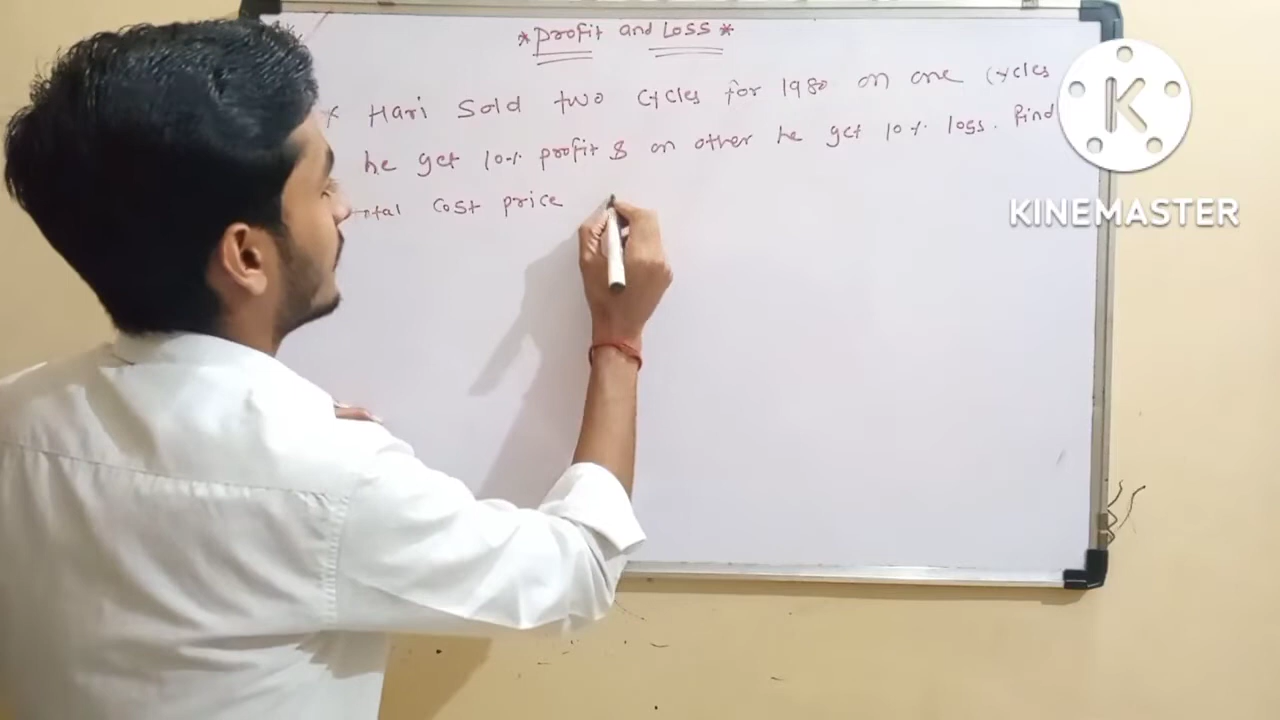 * Profit and Loss *
* Hari sold two cycles for 1980 on one cycles
he get 10% profit & on other he get 10% loss. find
total cost price
K
KINEMASTER